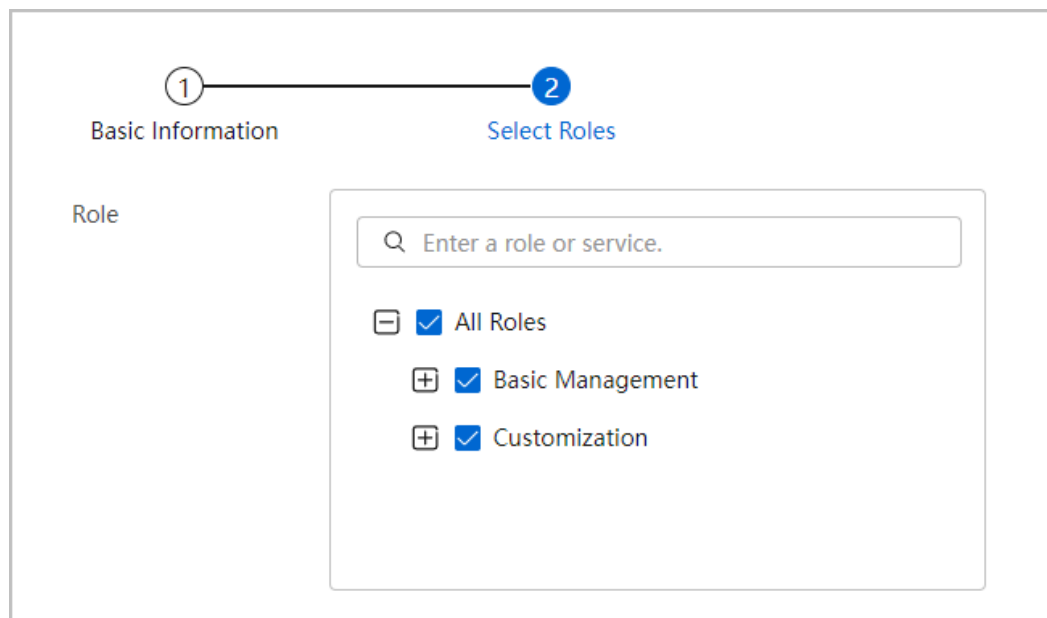 1
2
Basic Information
Select Roles
Role
Enter a role or service.
All Roles
Basic Management
Customization